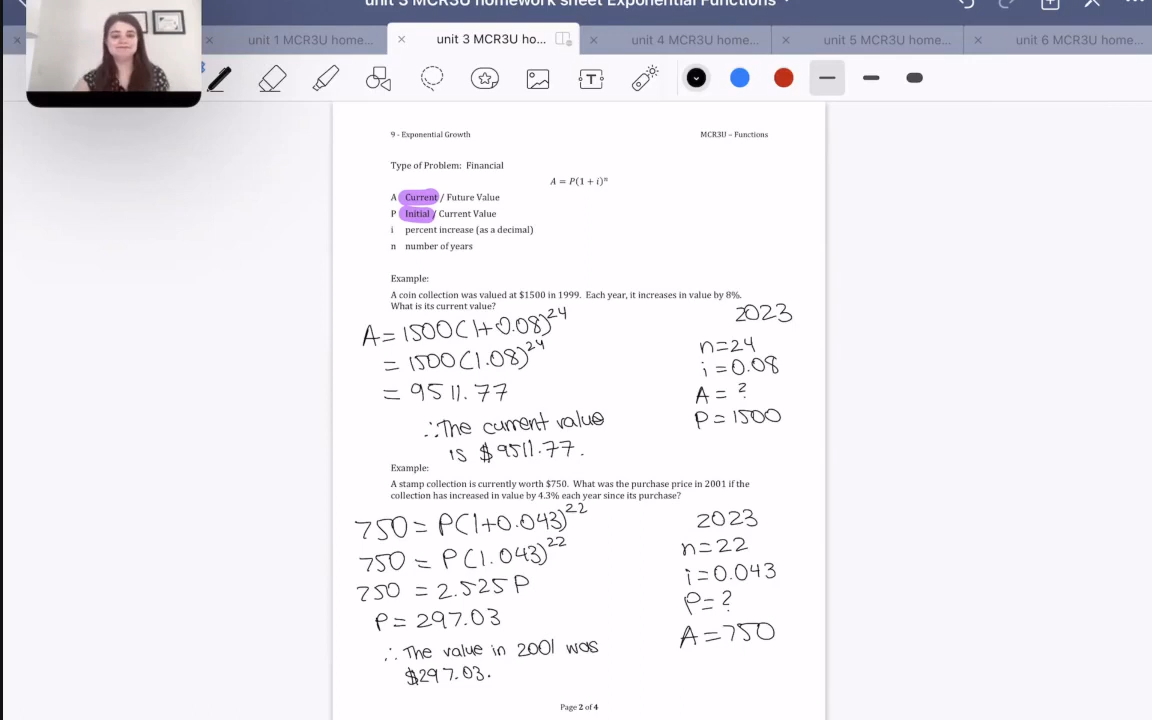 unit 3 MCR3U homework sheet Exponential Functions
unit 1 MCR3U home...
unit 3 MCR3U ho...
unit 4 MCR3U home...
unit 5 MCR3U home...
unit 6 MCR3U home...
T
9 - Exponential Growth
MCR3U – Functions
Type of Problem: Financial
A = P(1 + i)ⁿ
A Current / Future Value
P Initial / Current Value
i percent increase (as a decimal)
n number of years
Example:
A coin collection was valued at $1500 in 1999. Each year, it increases in value by 8%.
What is its current value?
A = 1500(1+0.08)²⁴
= 1500(1.08)²⁴
= 9511.77
∴ The current value
is $9511.77.
2023
n=24
i=0.08
A= ?
P=1500
Example:
A stamp collection is currently worth $750. What was the purchase price in 2001 if the
collection has increased in value by 4.3% each year since its purchase?
750 = P(1+0.043)²²
750 = P(1.043)²²
750 = 2.525P
P= 297.03
∴ The value in 2001 was
$297.03.
2023
n=22
i=0.043
P= ?
A=750
Page 2 of 4